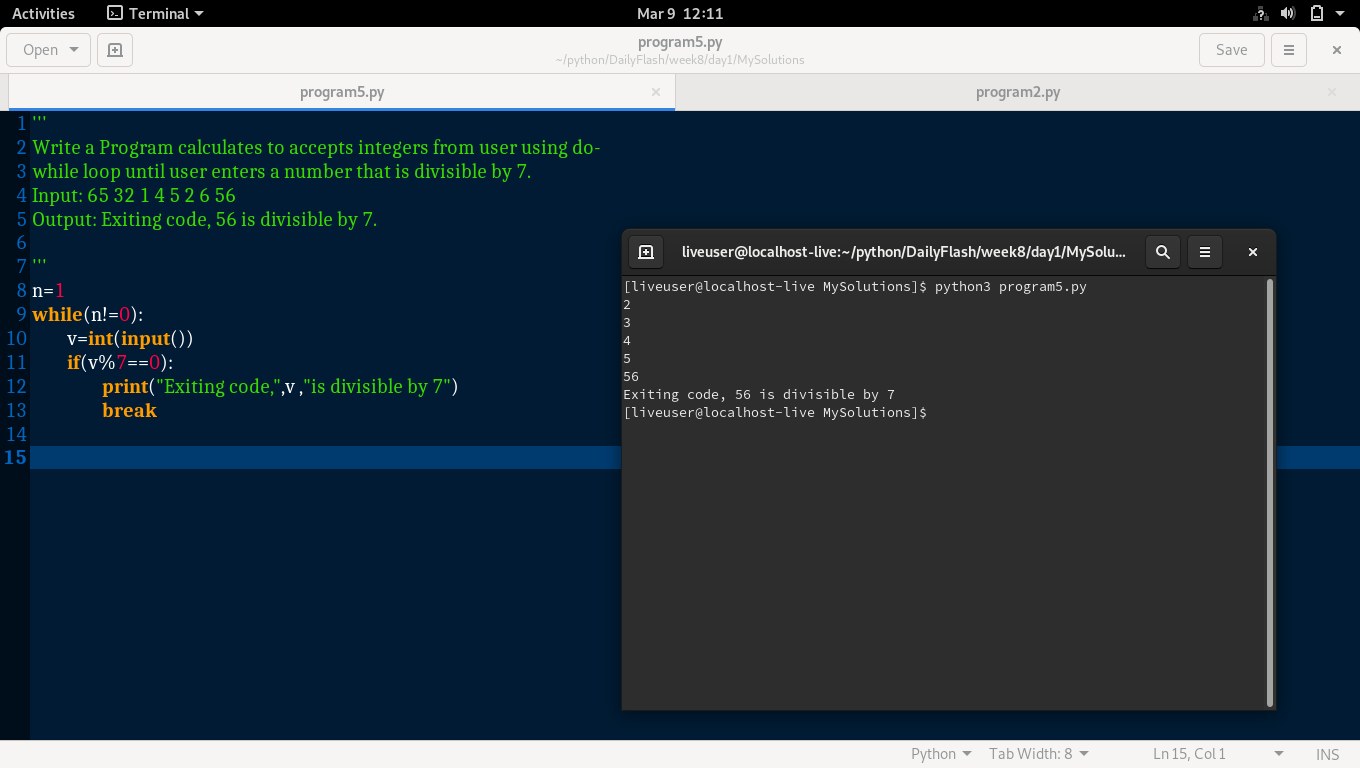 Activities Terminal Mar 9 12:11
Open program5.py Save
~/python/DailyFlash/week8/day1/MySolutions
program5.py program2.py
1 '''
2 Write a Program calculates to accepts integers from user using do-
3 while loop until user enters a number that is divisible by 7.
4 Input: 65 32 1 4 5 2 6 56
5 Output: Exiting code, 56 is divisible by 7.
6
7 '''
8 n=1
9 while(n!=0):
10 v=int(input())
11 if(v%7==0):
12 print("Exiting code,",v ,"is divisible by 7")
13 break
14
15
liveuser@localhost-live:~/python/DailyFlash/week8/day1/MySolu...
[liveuser@localhost-live MySolutions]$ python3 program5.py
2
3
4
5
56
Exiting code, 56 is divisible by 7
[liveuser@localhost-live MySolutions]$
Python Tab Width: 8 Ln 15, Col 1 INS